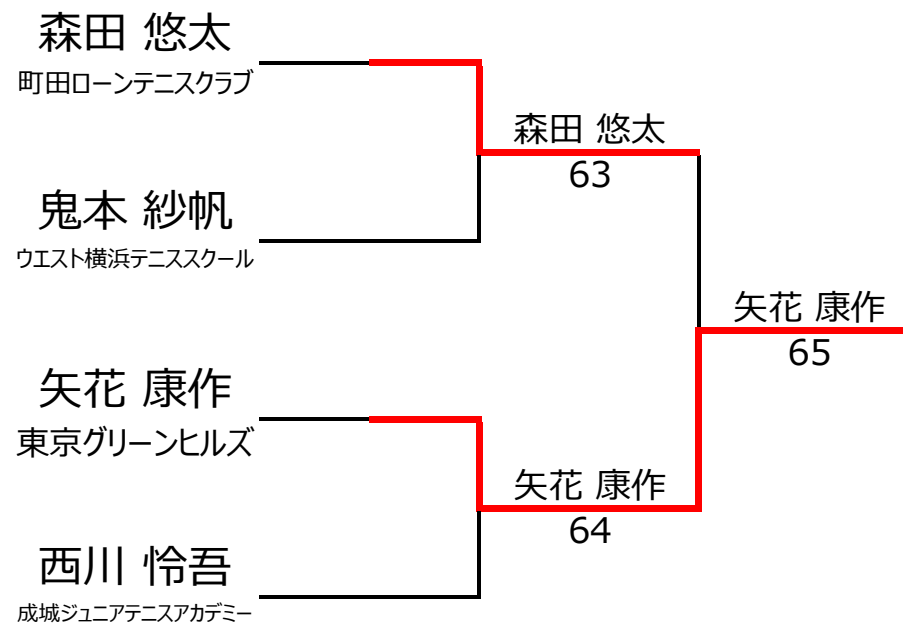 森田 悠太
町田ローンテニスクラブ
森田 悠太
63
鬼本 紗帆
ウエスト横浜テニススクール
矢花 康作
65
矢花 康作
東京グリーンヒルズ
矢花 康作
64
西川 怜吾
成城ジュニアテニスアカデミー